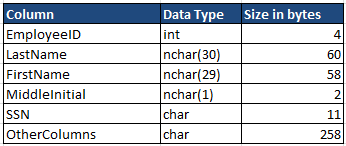 Column Data Type Size in bytes
EmployeeID int 4
LastName nchar(30) 60
FirstName nchar(29) 58
MiddleInitial nchar(1) 2
SSN char 11
OtherColumns char 258